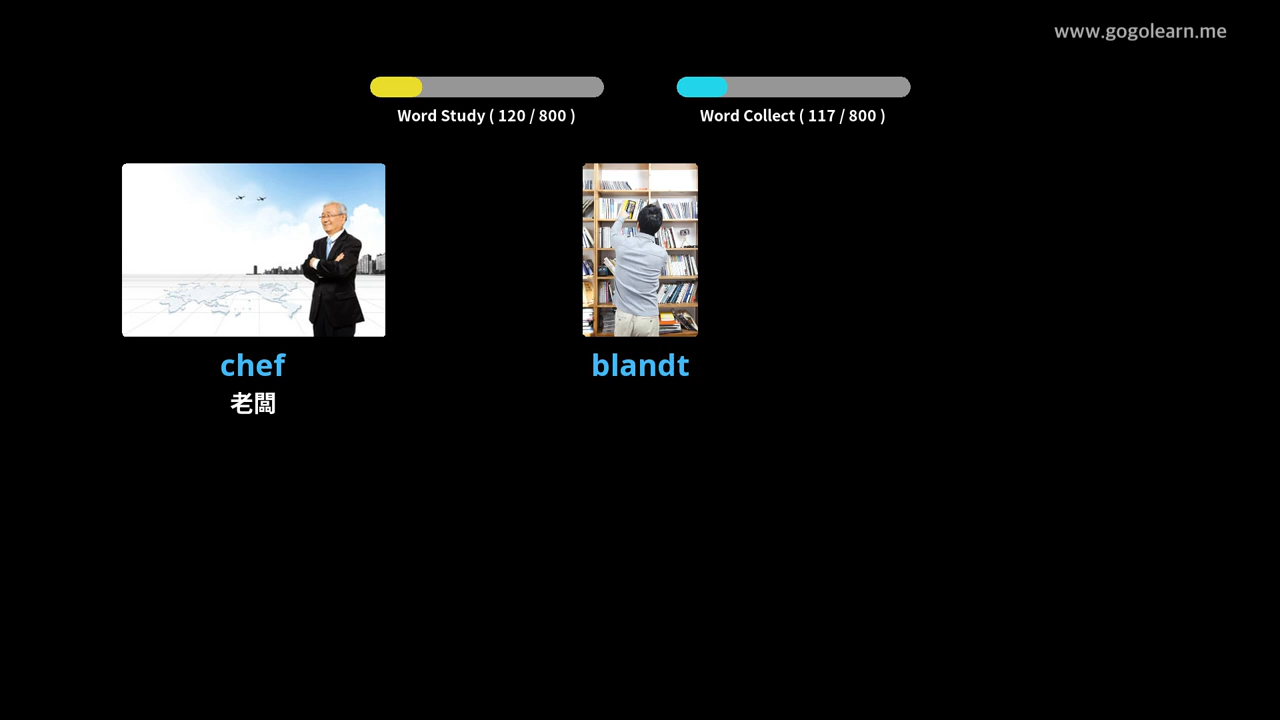 www.gogolearn.me
Word Study ( 120 / 800 )
Word Collect ( 117 / 800 )
chef
blandt
老闆